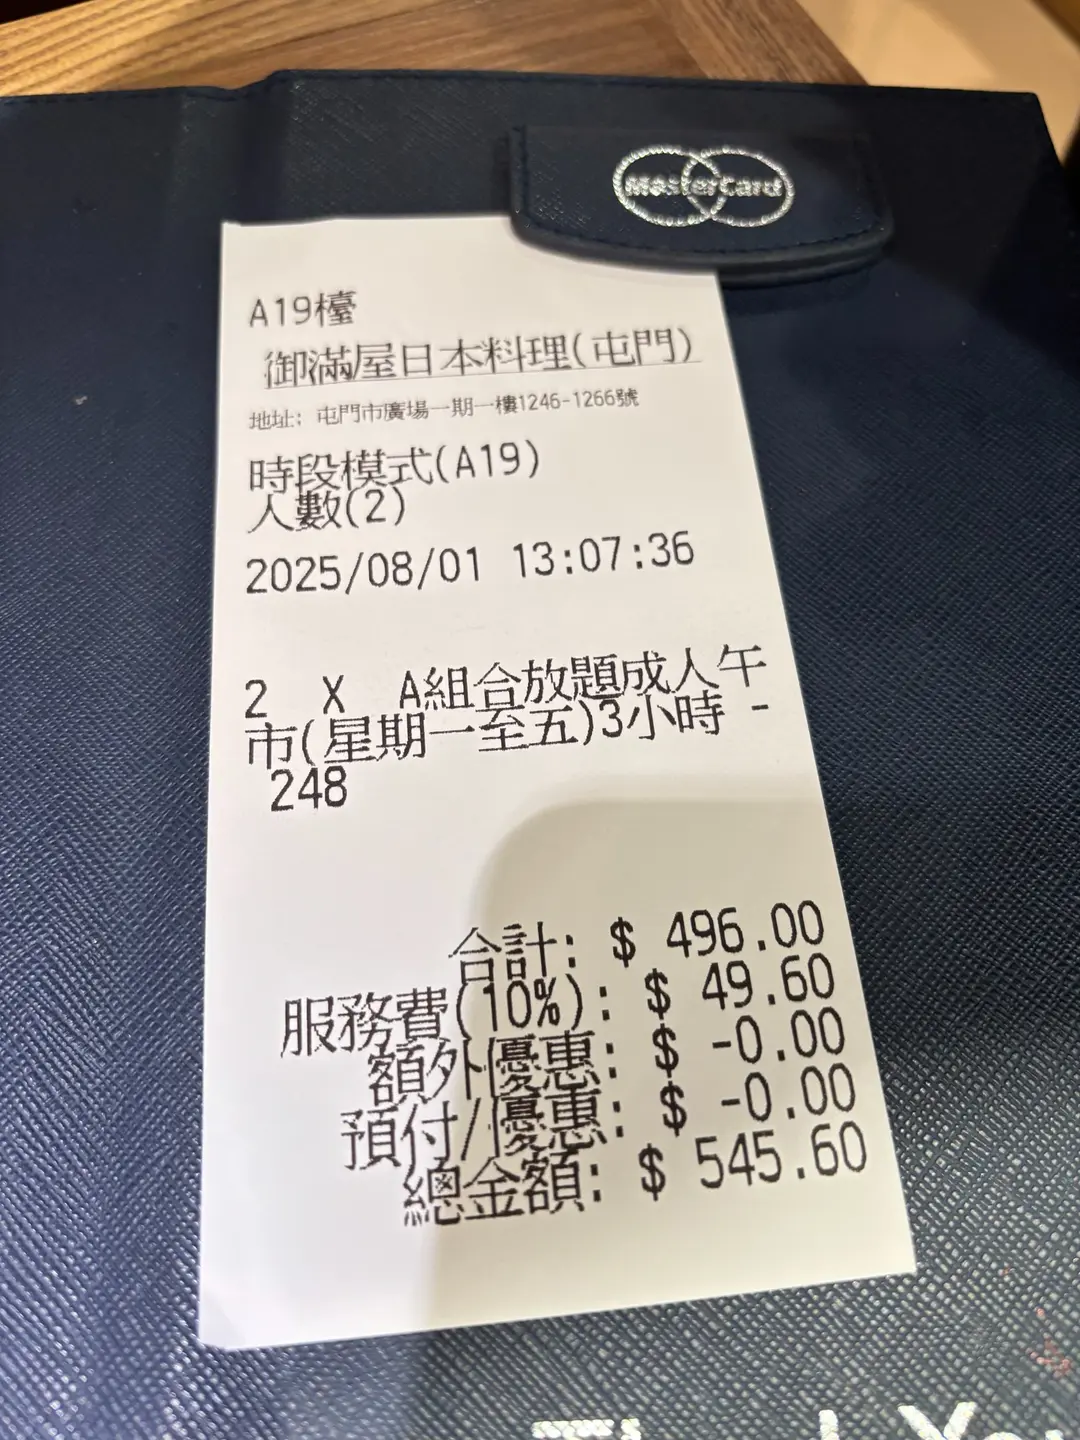 MasterCard
A19檯
御滿屋日本料理(屯門)
地址: 屯門市廣場一期一樓1246-1266號
時段模式(A19)
人數(2)
2025/08/01 13:07:36
2 X A組合放題成人午
市(星期一至五)3小時 -
248
合計: $ 496.00
服務費(10%): $ 49.60
額外優惠: $ -0.00
預付/優惠: $ -0.00
總金額: $ 545.60